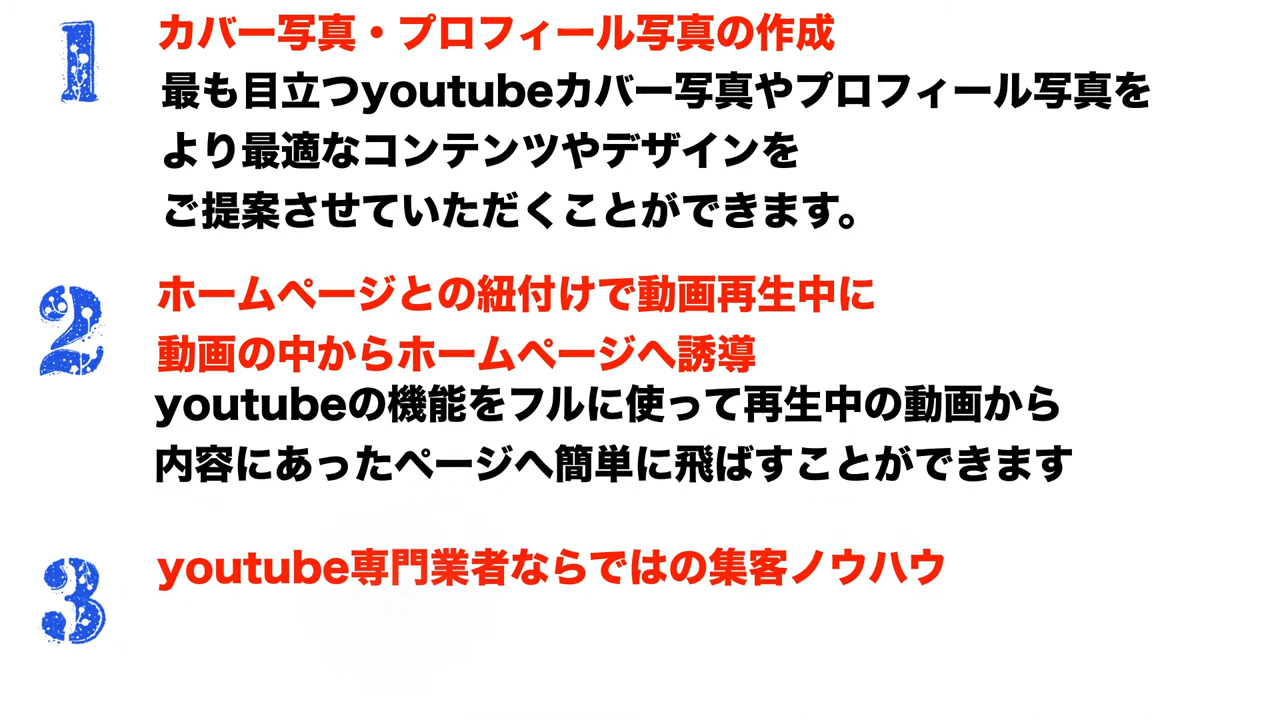 1
カバー写真・プロフィール写真の作成
最も目立つyoutubeカバー写真やプロフィール写真を
より最適なコンテンツやデザインを
ご提案させていただくことができます。
2
ホームページとの紐付けで動画再生中に
動画の中からホームページへ誘導
youtubeの機能をフルに使って再生中の動画から
内容にあったページへ簡単に飛ばすことができます
3
youtube専門業者ならではの集客ノウハウ